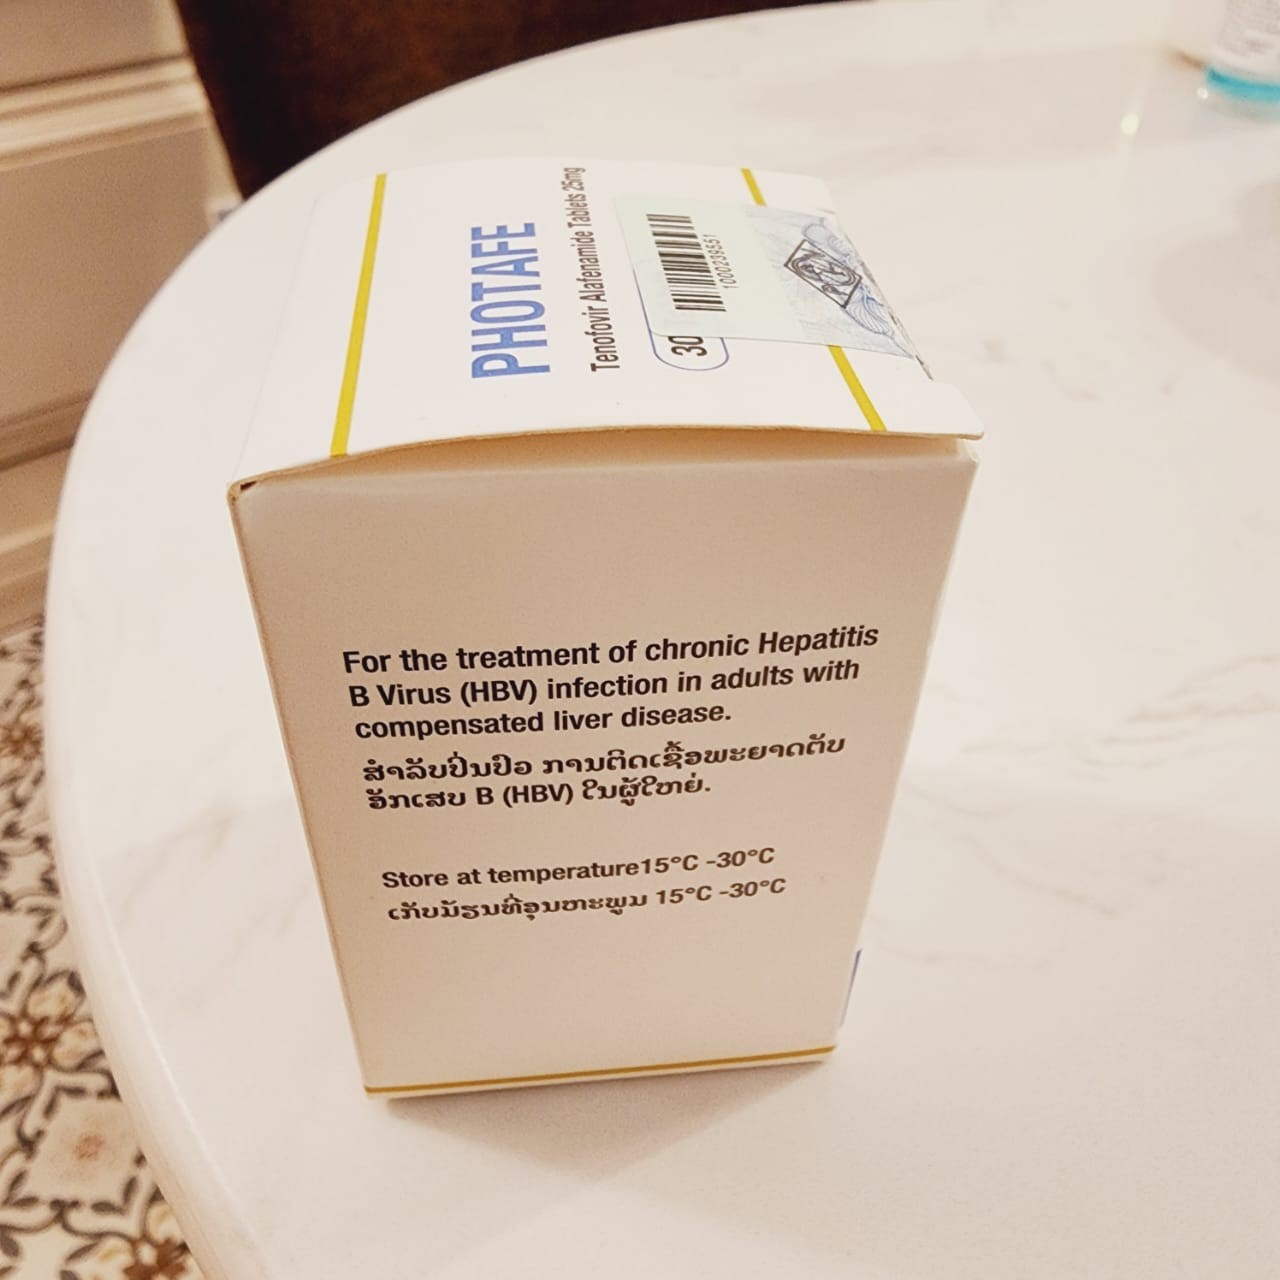 PHOTAFE
Tenofovir Alafenamide Tablets 25mg
30
1000239551
For the treatment of chronic Hepatitis
B Virus (HBV) infection in adults with
compensated liver disease.
ສຳລັບປິ່ນປົວ ການຕິດເຊື້ອພະຍາດຕັບ
ອັກເສບ B (HBV) ໃນຜູ້ໃຫຍ່.
Store at temperature15°C -30°C
ເກັບມ້ຽນທີ່ອຸນຫະພູມ 15°C -30°C